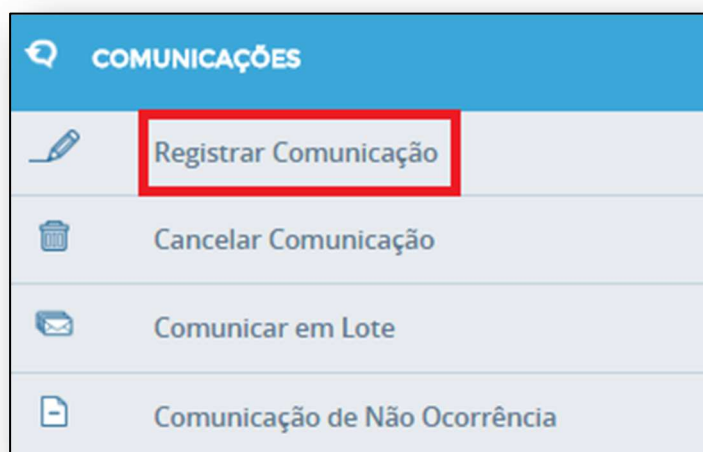 COMUNICAÇÕES
Registrar Comunicação
Cancelar Comunicação
Comunicar em Lote
Comunicação de Não Ocorrência